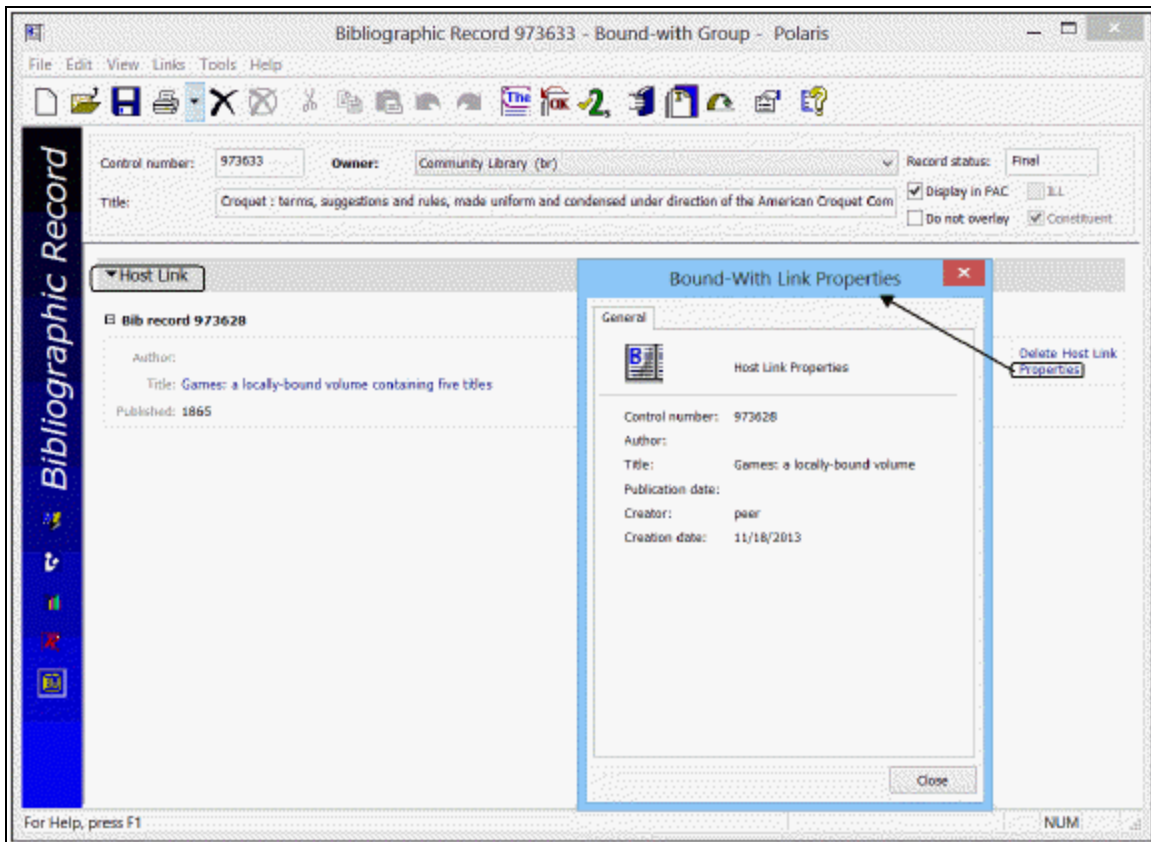 Bibliographic Record 973633 - Bound-with Group - Polaris
File Edit View Links Tools Help
Bibliographic Record
Control number: 973633 Owner: Community Library (br) Record status: Final
Title: Croquet : terms, suggestions and rules, made uniform and condensed under direction of the American Croquet Com
Display in PAC ILL
Do not overlay Constituent
Host Link
Bib record 973628
Author:
Title: Games: a locally-bound volume containing five titles
Published: 1865
Delete Host Link
Properties
Bound-With Link Properties
General
Host Link Properties
Control number: 973628
Author:
Title: Games: a locally-bound volume
Publication date:
Creator: peer
Creation date: 11/18/2013
Close
For Help, press F1 NUM